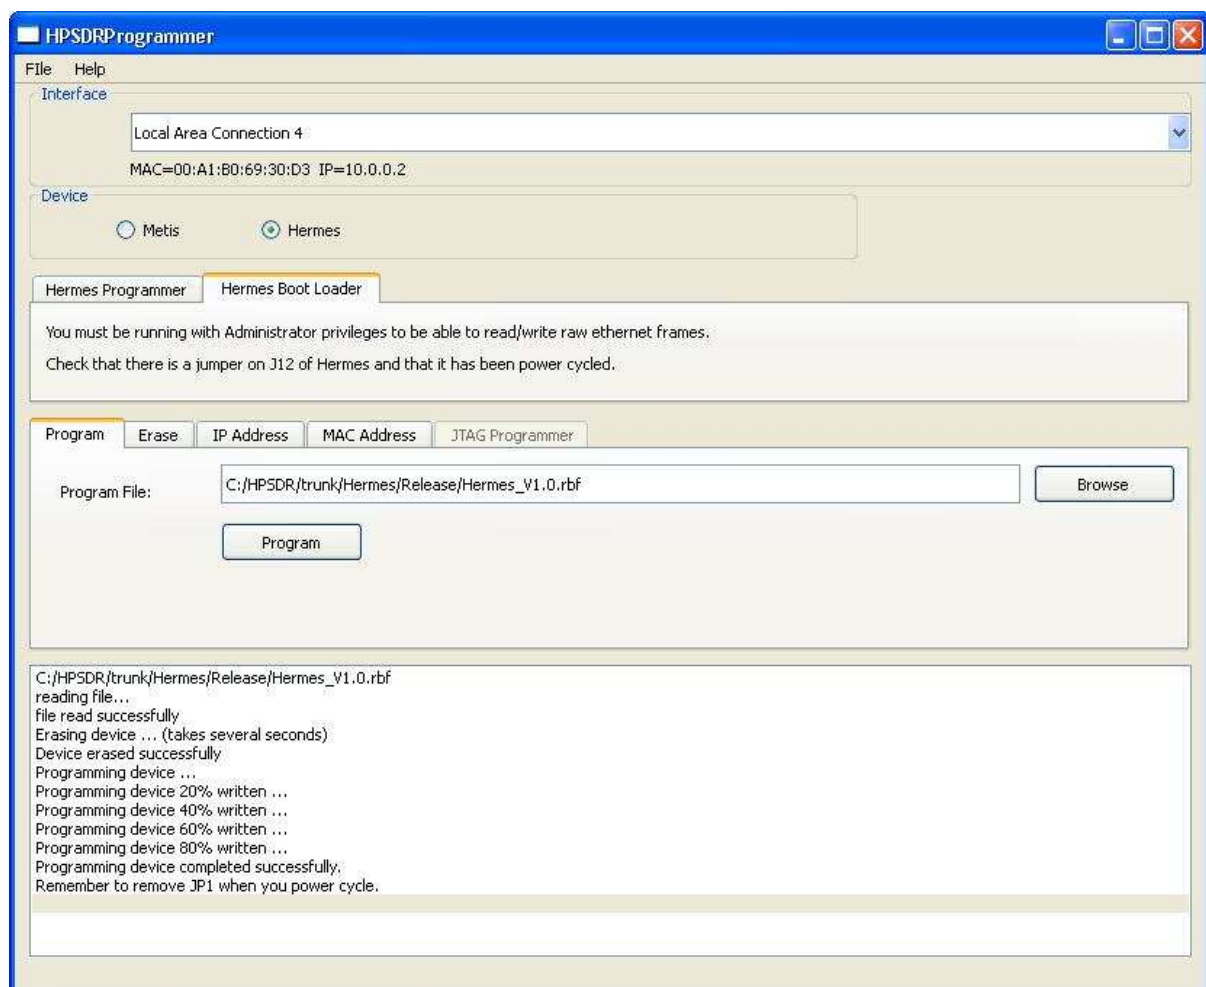 HPSDRProgrammer
FIle Help
Interface
Local Area Connection 4
MAC=00:A1:B0:69:30:D3 IP=10.0.0.2
Device
Metis Hermes
Hermes Programmer Hermes Boot Loader
You must be running with Administrator privileges to be able to read/write raw ethernet frames.
Check that there is a jumper on J12 of Hermes and that it has been power cycled.
Program Erase IP Address MAC Address JTAG Programmer
Program File: C:/HPSDR/trunk/Hermes/Release/Hermes_V1.0.rbf Browse
Program
C:/HPSDR/trunk/Hermes/Release/Hermes_V1.0.rbf
reading file...
file read successfully
Erasing device ... (takes several seconds)
Device erased successfully
Programming device ...
Programming device 20% written ...
Programming device 40% written ...
Programming device 60% written ...
Programming device 80% written ...
Programming device completed successfully.
Remember to remove JP1 when you power cycle.